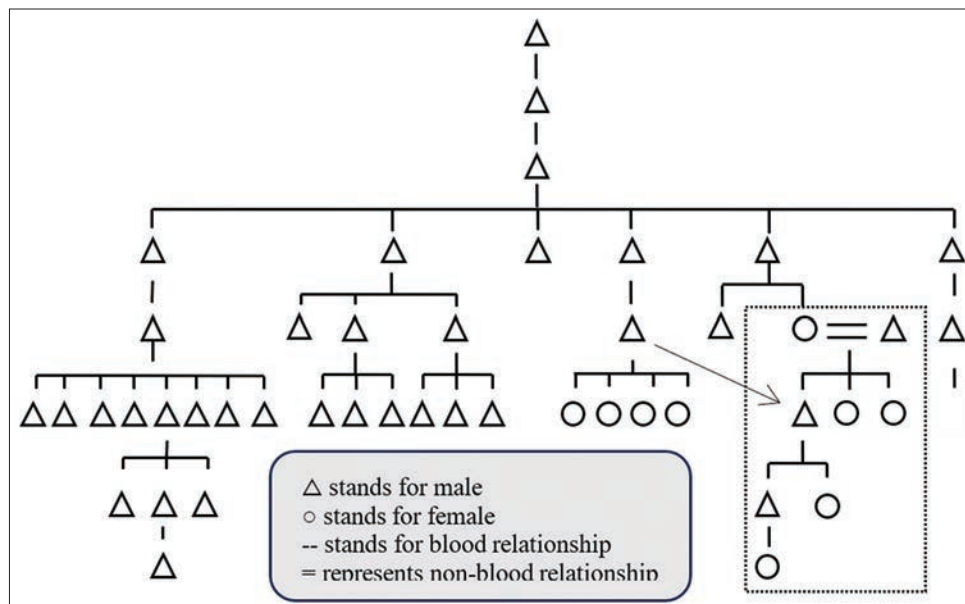 △ stands for male
○ stands for female
-- stands for blood relationship
= represents non-blood relationship